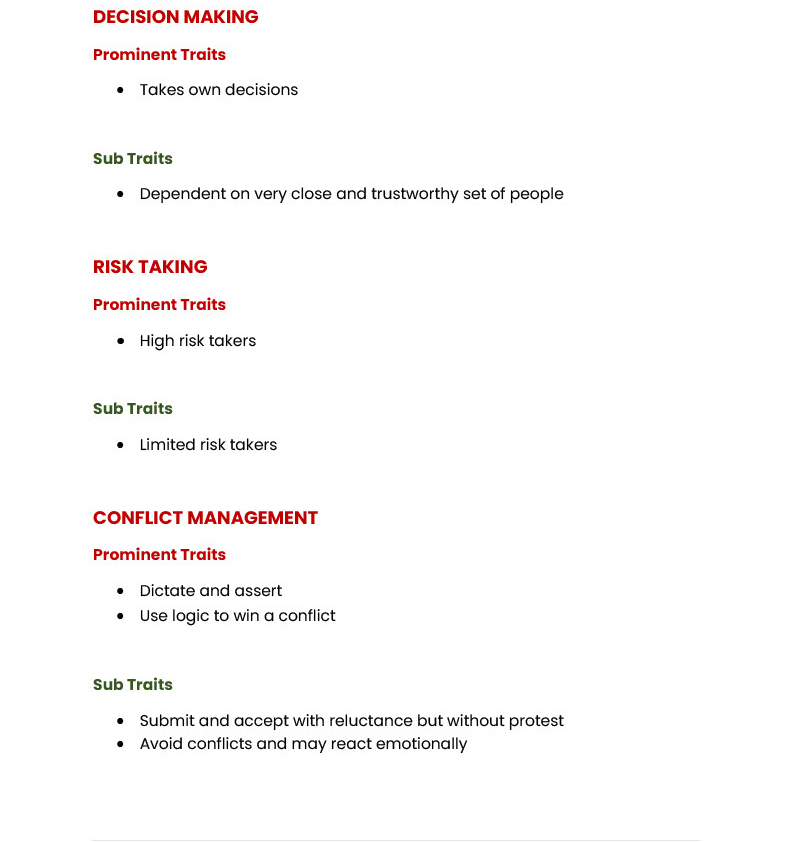 DECISION MAKING
Prominent Traits
• Takes own decisions
Sub Traits
• Dependent on very close and trustworthy set of people
RISK TAKING
Prominent Traits
• High risk takers
Sub Traits
• Limited risk takers
CONFLICT MANAGEMENT
Prominent Traits
• Dictate and assert
• Use logic to win a conflict
Sub Traits
• Submit and accept with reluctance but without protest
• Avoid conflicts and may react emotionally